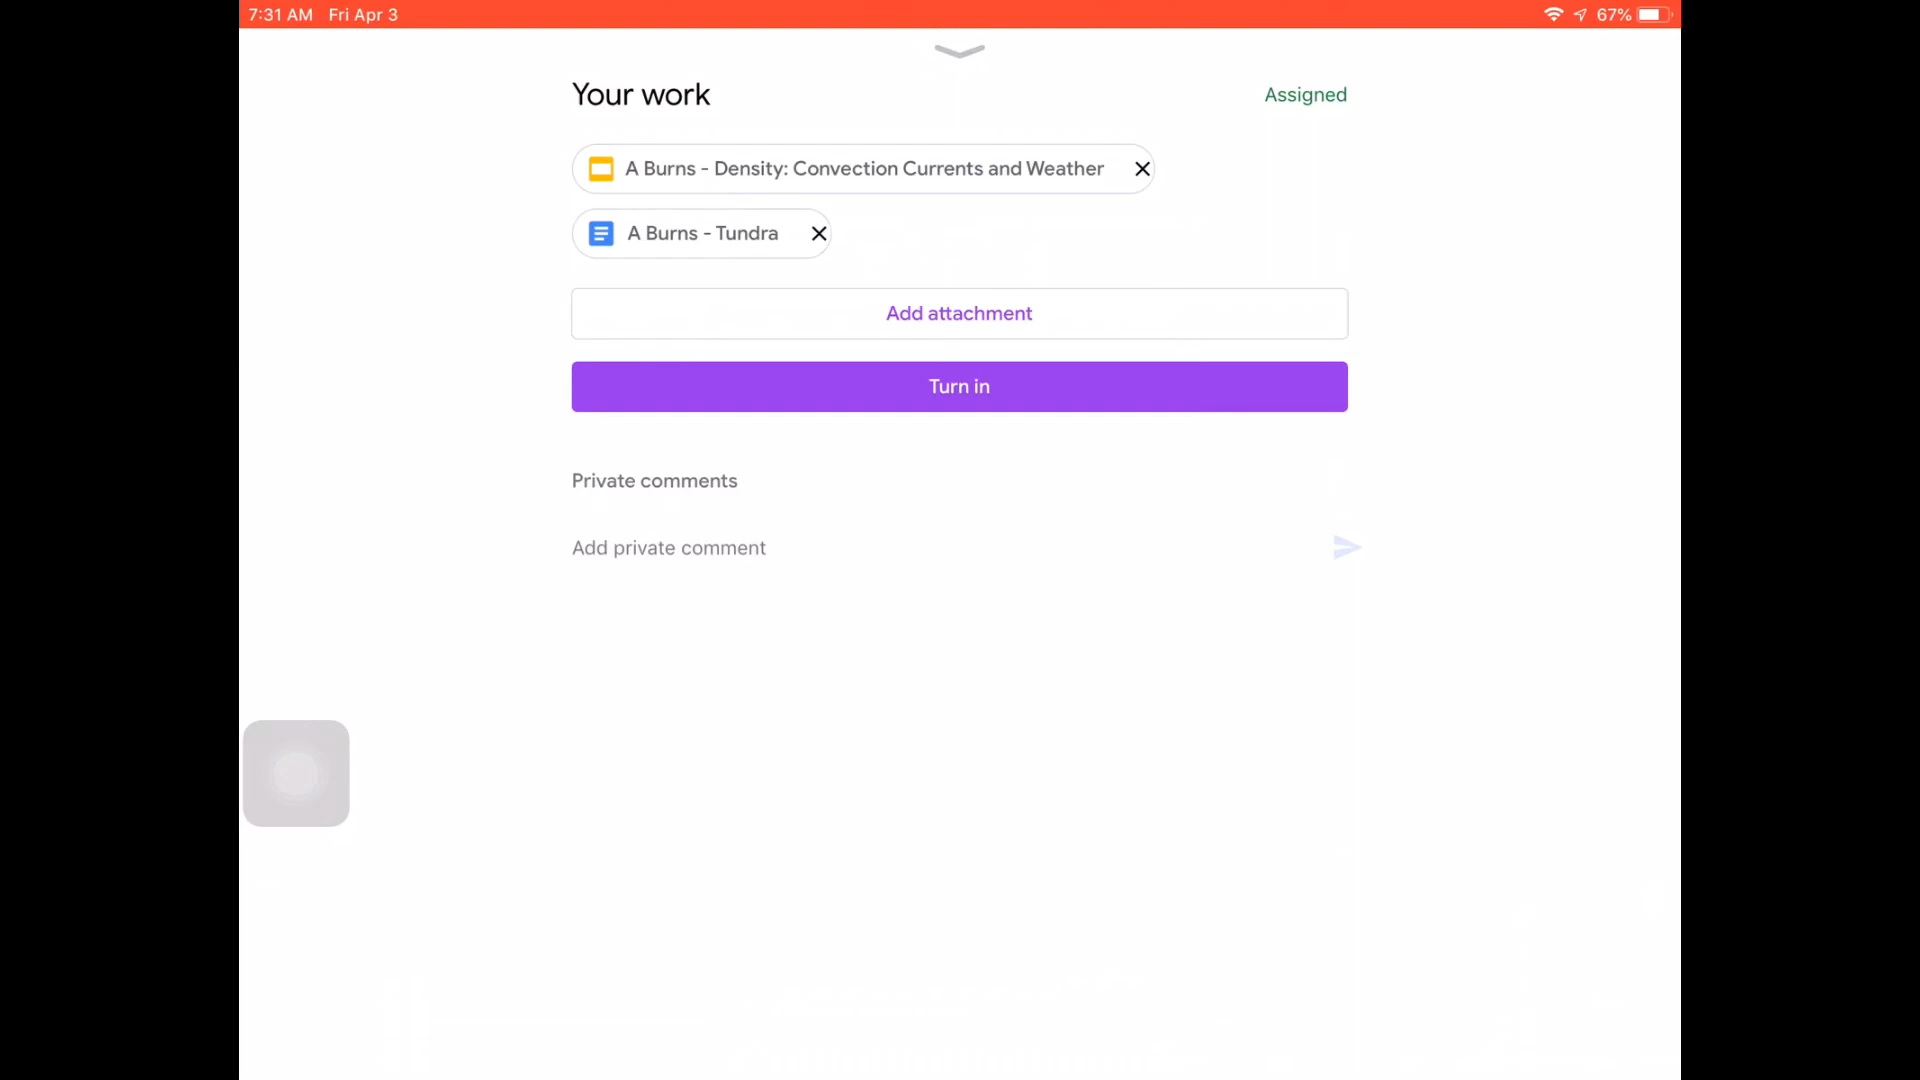 7:31 AM Fri Apr 3 67%
Your work Assigned
A Burns - Density: Convection Currents and Weather
A Burns - Tundra
Add attachment
Turn in
Private comments
Add private comment